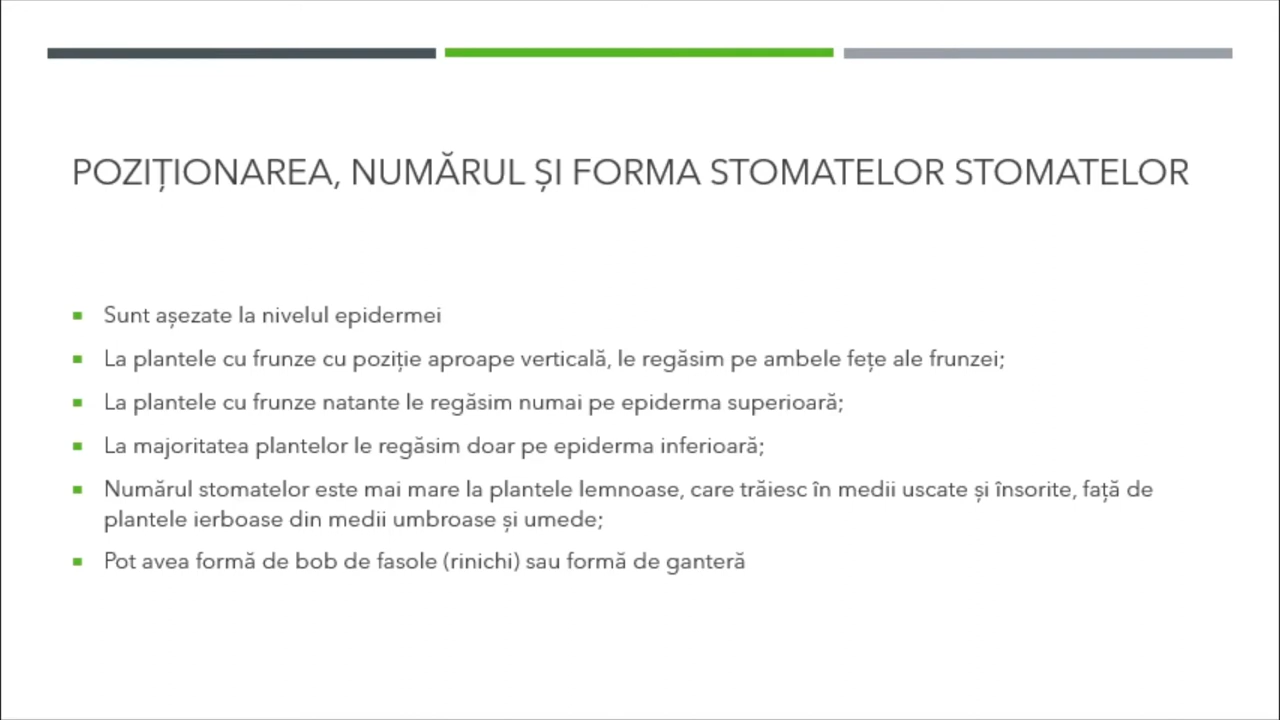 POZIȚIONAREA, NUMĂRUL ȘI FORMA STOMATELOR STOMATELOR
Sunt așezate la nivelul epidermei
La plantele cu frunze cu poziție aproape verticală, le regăsim pe ambele fețe ale frunzei;
La plantele cu frunze natante le regăsim numai pe epiderma superioară;
La majoritatea plantelor le regăsim doar pe epiderma inferioară;
Numărul stomatelor este mai mare la plantele lemnoase, care trăiesc în medii uscate și însorite, față de
plantele ierboase din medii umbroase și umede;
Pot avea formă de bob de fasole (rinichi) sau formă de ganteră